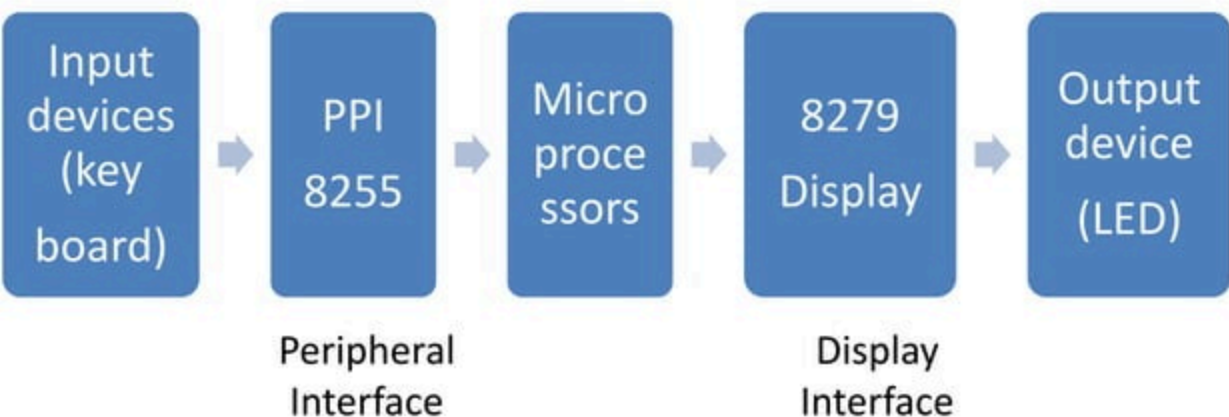 Input
devices
(key
board)
PPI
8255
Micro
proce
ssors
8279
Display
Output
device
(LED)
Peripheral
Interface
Display
Interface